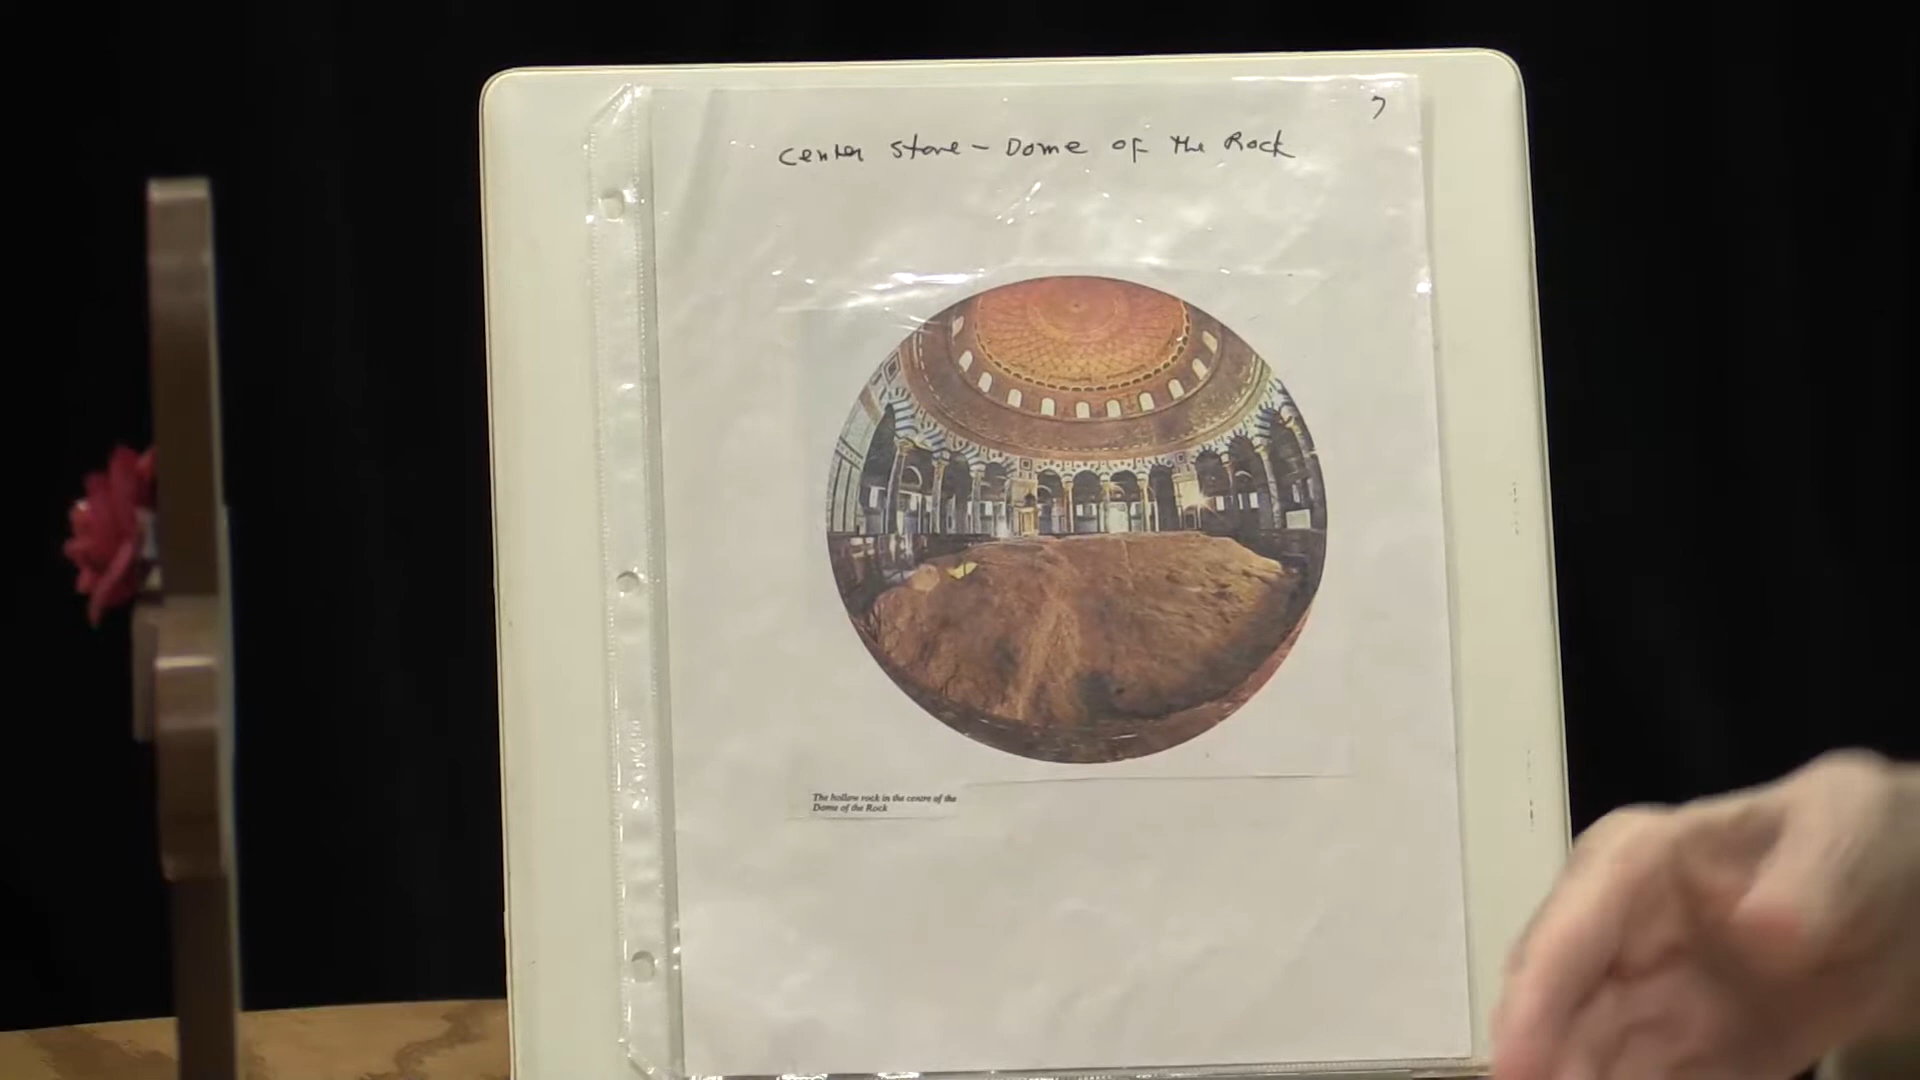 7
Center Stone - Dome of the Rock
The hollow rock in the centre of the
Dome of the Rock